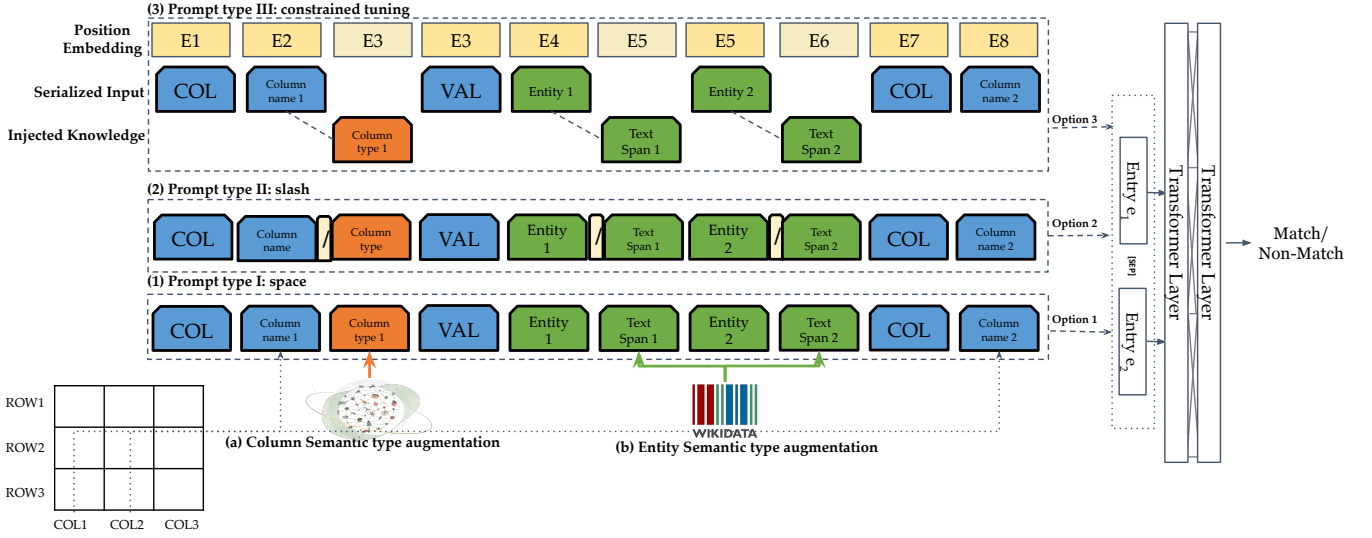 (3) Prompt type III: constrained tuning
Position
Embedding
E1 E2 E3 E3 E4 E5 E5 E6 E7 E8
Serialized Input
COL
Column
name 1
VAL
Entity 1
Entity 2
COL
Column
name 2
Injected Knowledge
Column
type 1
Text
Span 1
Text
Span 2
Option 3
(2) Prompt type II: slash
COL
Column
name
/
Column
type
VAL
Entity
1
/
Text
Span 1
Entity
2
/
Text
Span 2
COL
Column
name 2
Option 2
(1) Prompt type I: space
COL
Column
name 1
Column
type 1
VAL
Entity
1
Text
Span 1
Entity
2
Text
Span 2
COL
Column
name 2
Option 1
Entry e1
[SEP]
Entry e2
Transformer Layer
Transformer Layer
Match/
Non-Match
ROW1
ROW2
ROW3
COL1 COL2 COL3
(a) Column Semantic type augmentation
WIKIDATA
(b) Entity Semantic type augmentation